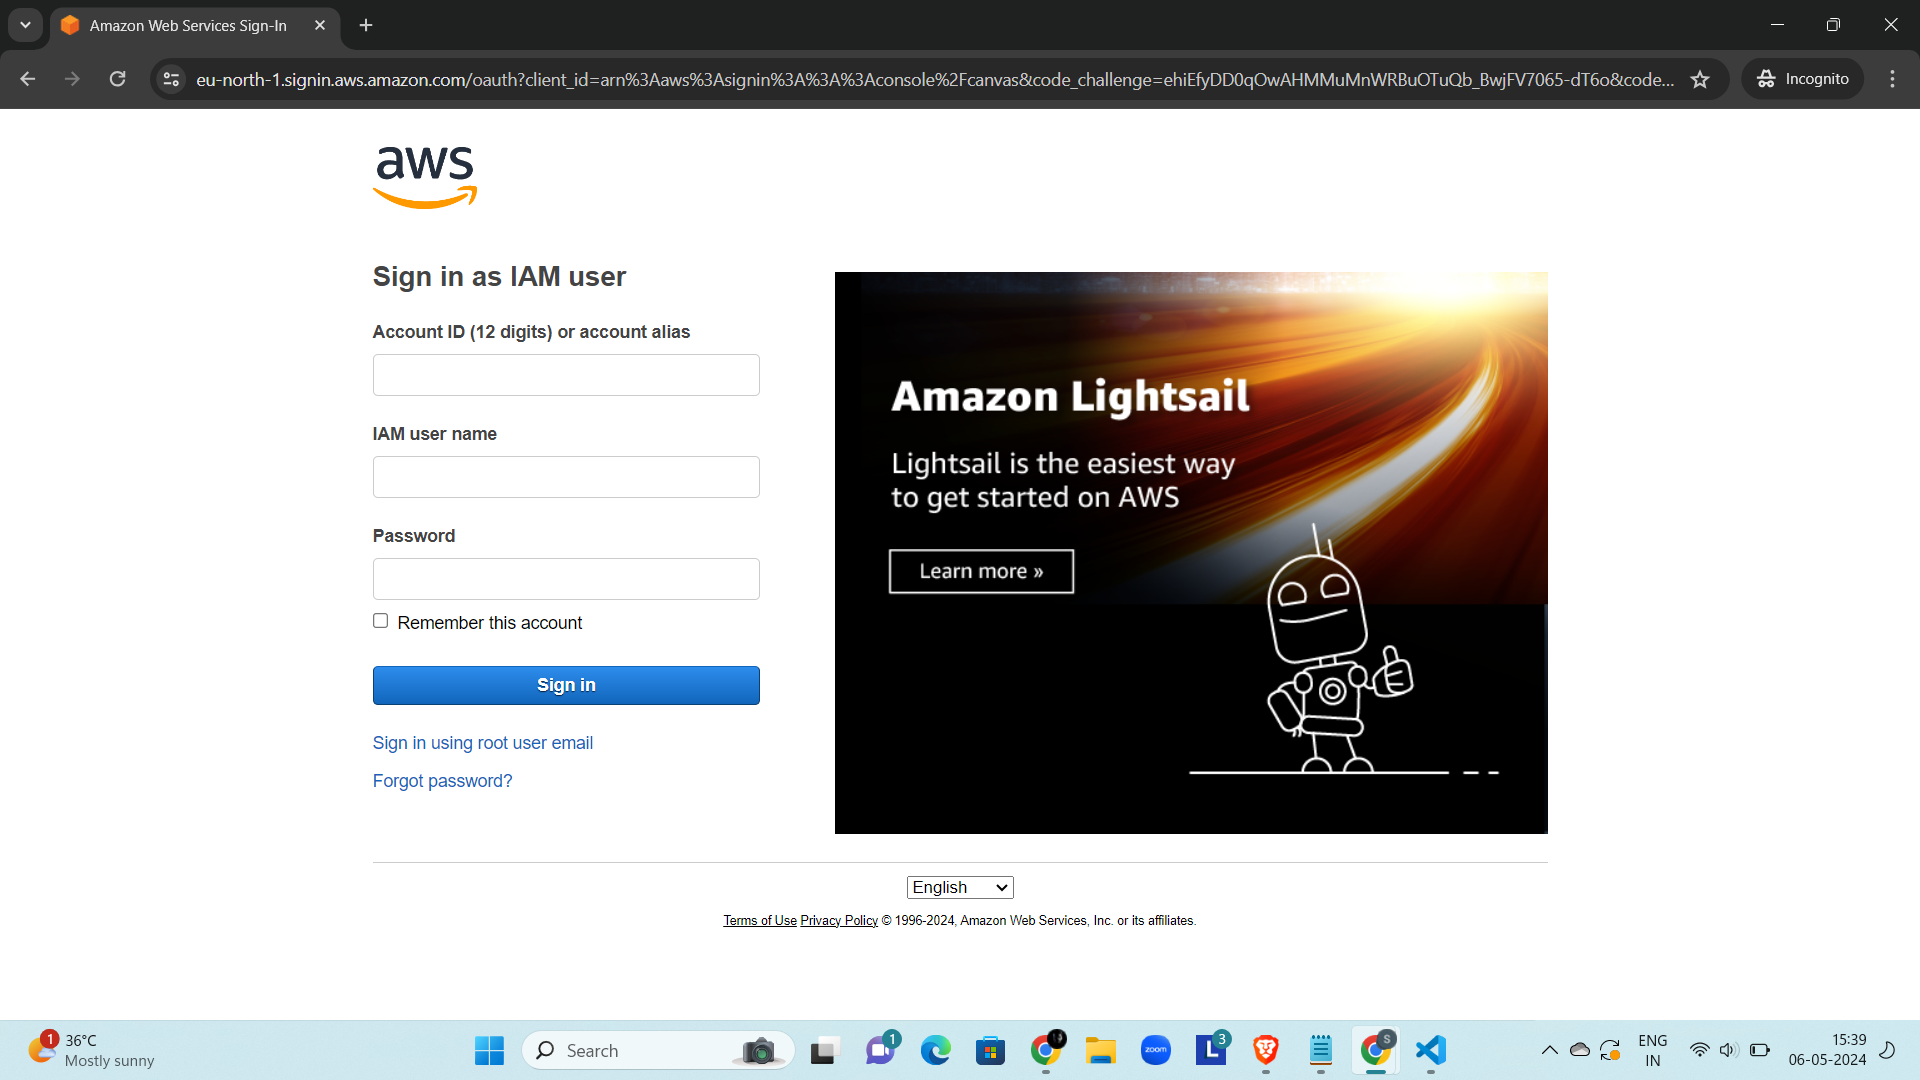 Amazon Web Services Sign-In
eu-north-1.signin.aws.amazon.com/oauth?client_id=arn%3Aaws%3Asignin%3A%3A%3Aconsole%2Fcanvas&code_challenge=ehiEfyDD0qOwAHMMuMnWRBuOTuQb_BwjFV7065-dT6o&code...
Incognito
aws
Sign in as IAM user
Account ID (12 digits) or account alias
IAM user name
Password
Remember this account
Sign in
Sign in using root user email
Forgot password?
Amazon Lightsail
Lightsail is the easiest way
to get started on AWS
Learn more »
English
Terms of Use Privacy Policy © 1996-2024, Amazon Web Services, Inc. or its affiliates.
1
36°C
Mostly sunny
Search
1
zoom
L
3
S
ENG
IN
15:39
06-05-2024